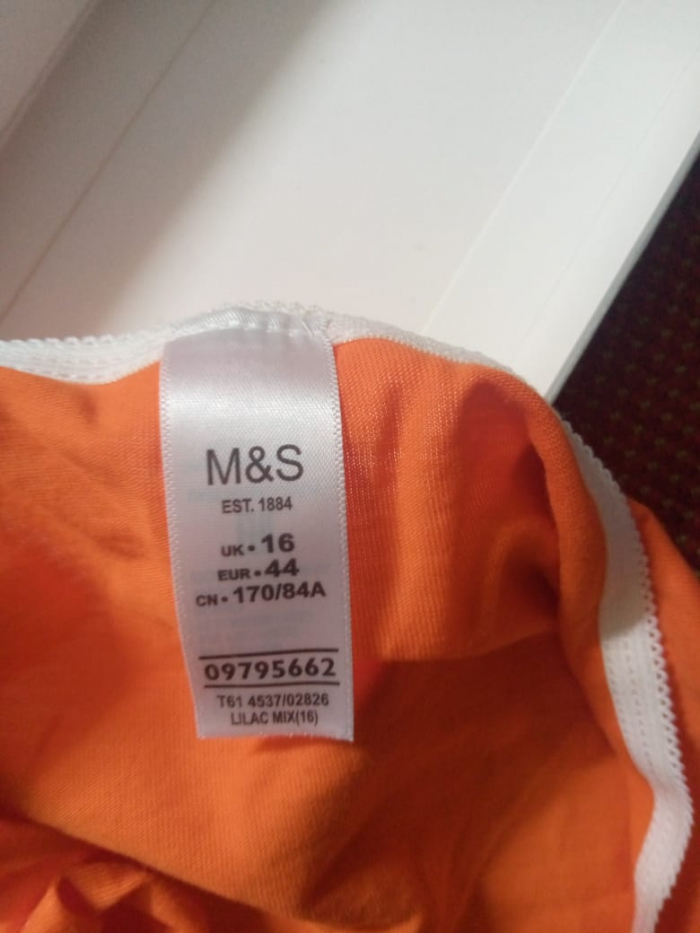 M&S
EST. 1884
UK • 16
EUR • 44
CN • 170/84A
09795662
T61 4537/02826
LILAC MIX(16)